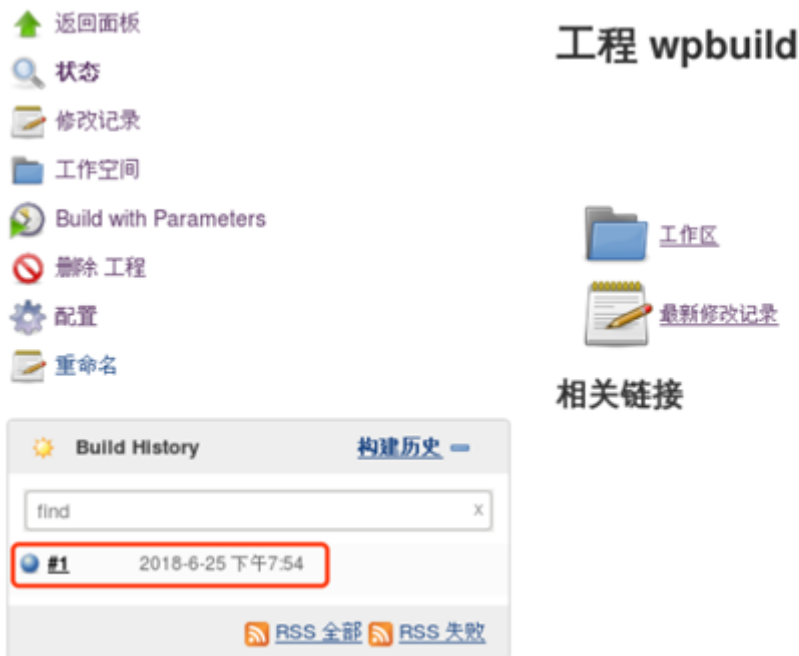 返回面板
状态
修改记录
工作空间
Build with Parameters
删除 工程
配置
重命名
Build History 构建历史
find x
#1 2018-6-25 下午7:54
RSS 全部 RSS 失败
工程 wpbuild
工作区
最新修改记录
相关链接